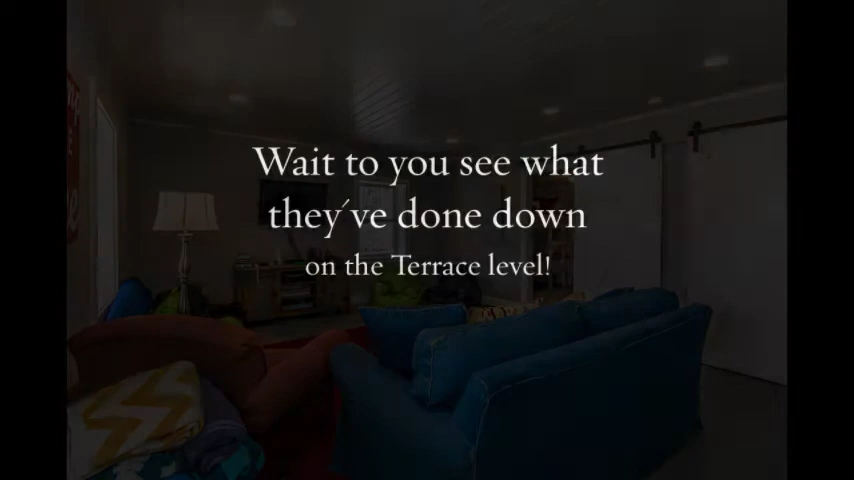 Wait to you see what
they´ve done down
on the Terrace level!